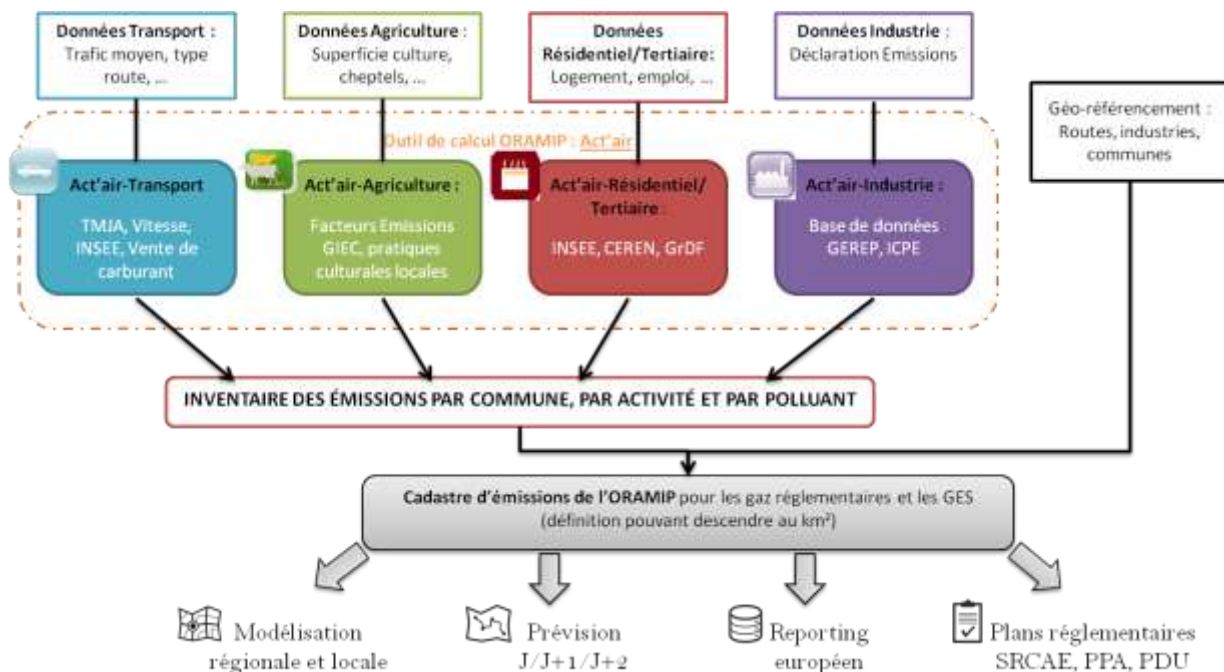 Données Transport :
Trafic moyen, type
route, ...
Données Agriculture :
Superficie culture,
cheptels, ...
Données
Résidentiel/Tertiaire:
Logement, emploi, ...
Données Industrie :
Déclaration Emissions
Géo-référencement :
Routes, industries,
communes
Outil de calcul ORAMIP : Act'air
Act'air-Transport
TMJA, Vitesse,
INSEE, Vente de
carburant
Act'air-Agriculture :
Facteurs Emissions
GIEC, pratiques
culturales locales
Act'air-Résidentiel/
Tertiaire :
INSEE, CEREN, GrDF
Act'air-Industrie :
Base de données
GEREP, ICPE
INVENTAIRE DES ÉMISSIONS PAR COMMUNE, PAR ACTIVITÉ ET PAR POLLUANT
Cadastre d'émissions de l'ORAMIP pour les gaz réglementaires et les GES
(définition pouvant descendre au km²)
Modélisation
régionale et locale
Prévision
J/J+1/J+2
Reporting
européen
Plans réglementaires
SRCAE, PPA, PDU